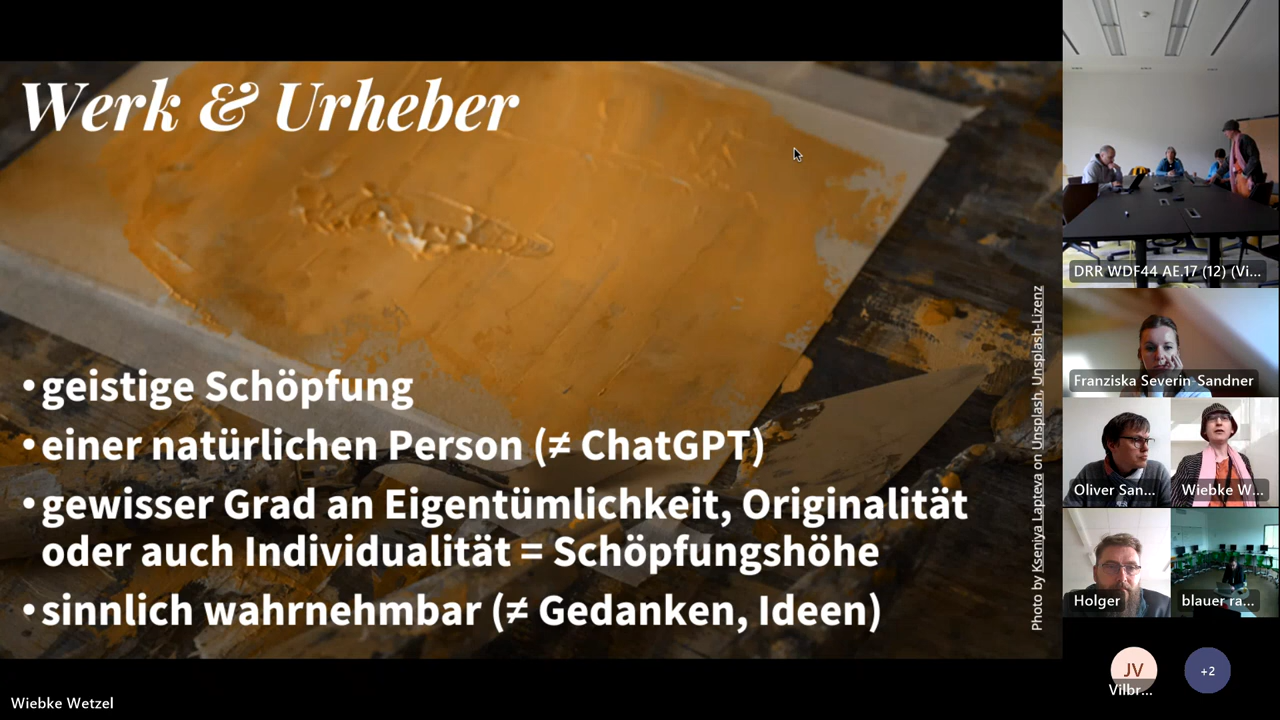 Werk & Urheber
• geistige Schöpfung
• einer natürlichen Person (≠ ChatGPT)
• gewisser Grad an Eigentümlichkeit, Originalität
oder auch Individualität = Schöpfungshöhe
• sinnlich wahrnehmbar (≠ Gedanken, Ideen)
Photo by Kseniya Lapteva on Unsplash, Unsplash-Lizenz
Wiebke Wetzel
DRR WDF44 AE.17 (12) (Vi...
Franziska Severin-Sandner
Oliver San...
Wiebke W...
Holger
blauer ra...
JV
Vilbr...
+2